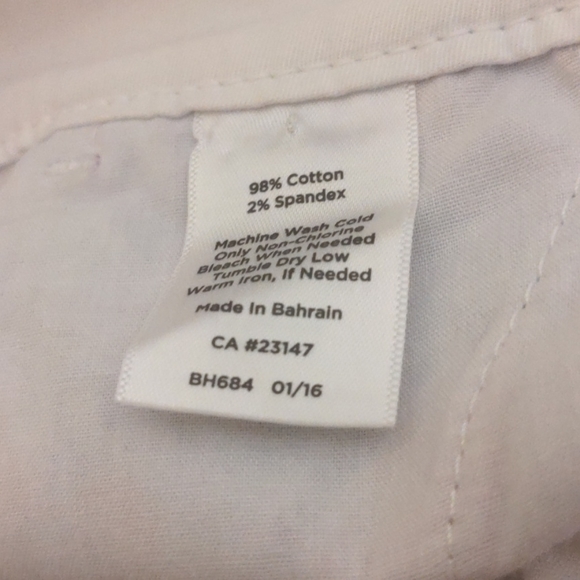 98% Cotton
2% Spandex
Machine Wash Cold
Only Non-Chlorine
Bleach When Needed
Tumble Dry Low
Warm Iron, If Needed
Made In Bahrain
CA #23147
BH684 01/16